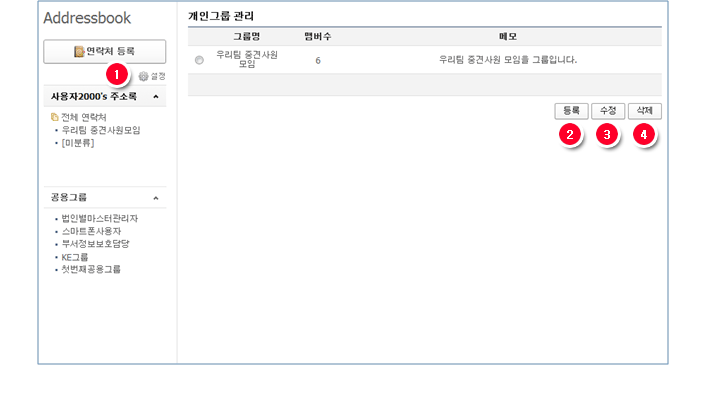 Addressbook
연락처 등록
1
설정
사용자2000's 주소록
전체 연락처
우리팀 중견사원모임
[미분류]
공용그룹
법인별마스터관리자
스마트폰사용자
부서정보보호담당
KE그룹
첫번째공용그룹
개인그룹 관리
그룹명 멤버수 메모
우리팀 중견사원
모임 6 우리팀 중견사원 모임을 그룹입니다.
등록 수정 삭제
2 3 4